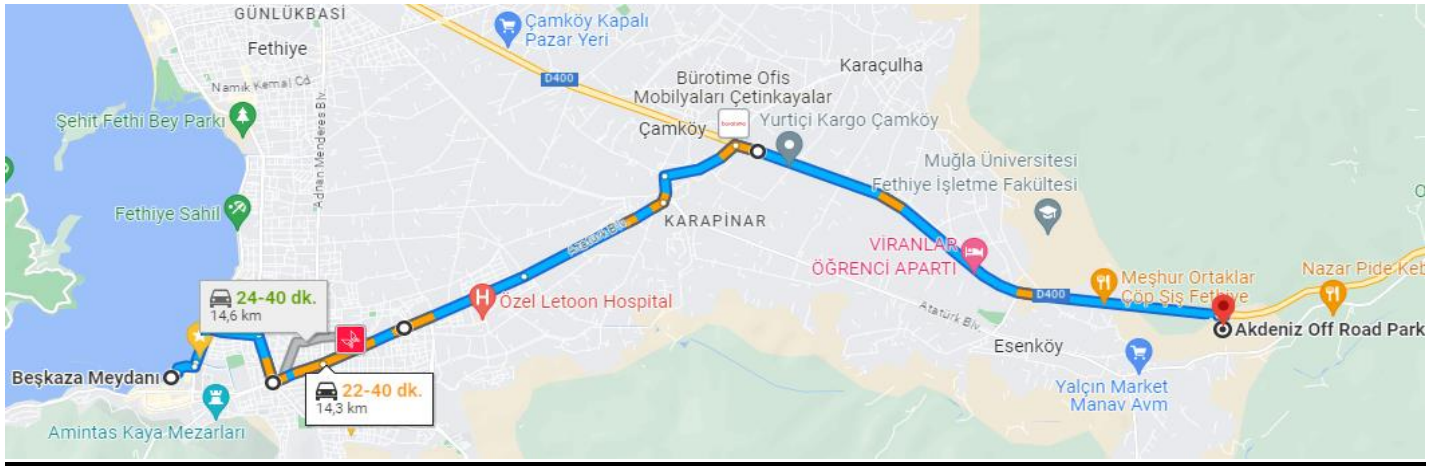 GÜNLÜKBASİ
Fethiye
Namık Kemal Cd.
Şehit Fethi Bey Parkı
Adnan Menderes Blv.
Fethiye Sahil
Çamköy Kapalı
Pazar Yeri
D400
Karaçulha
Bürotime Ofis
Mobilyaları Çetinkayalar
Çamköy
Yurtiçi Kargo Çamköy
Muğla Üniversitesi
Fethiye İşletme Fakültesi
KARAPINAR
Atatürk Blv.
VİRANLAR
ÖĞRENCİ APARTI
24-40 dk.
14,6 km
H
Özel Letoon Hospital
D400
Meşhur Ortaklar
Çöp Şiş Fethiye
Nazar Pide Keb
Atatürk Blv.
Esenköy
Akdeniz Off Road Park
Beşkaza Meydanı
22-40 dk.
14,3 km
Yalçın Market
Manav Avm
Amintas Kaya Mezarları